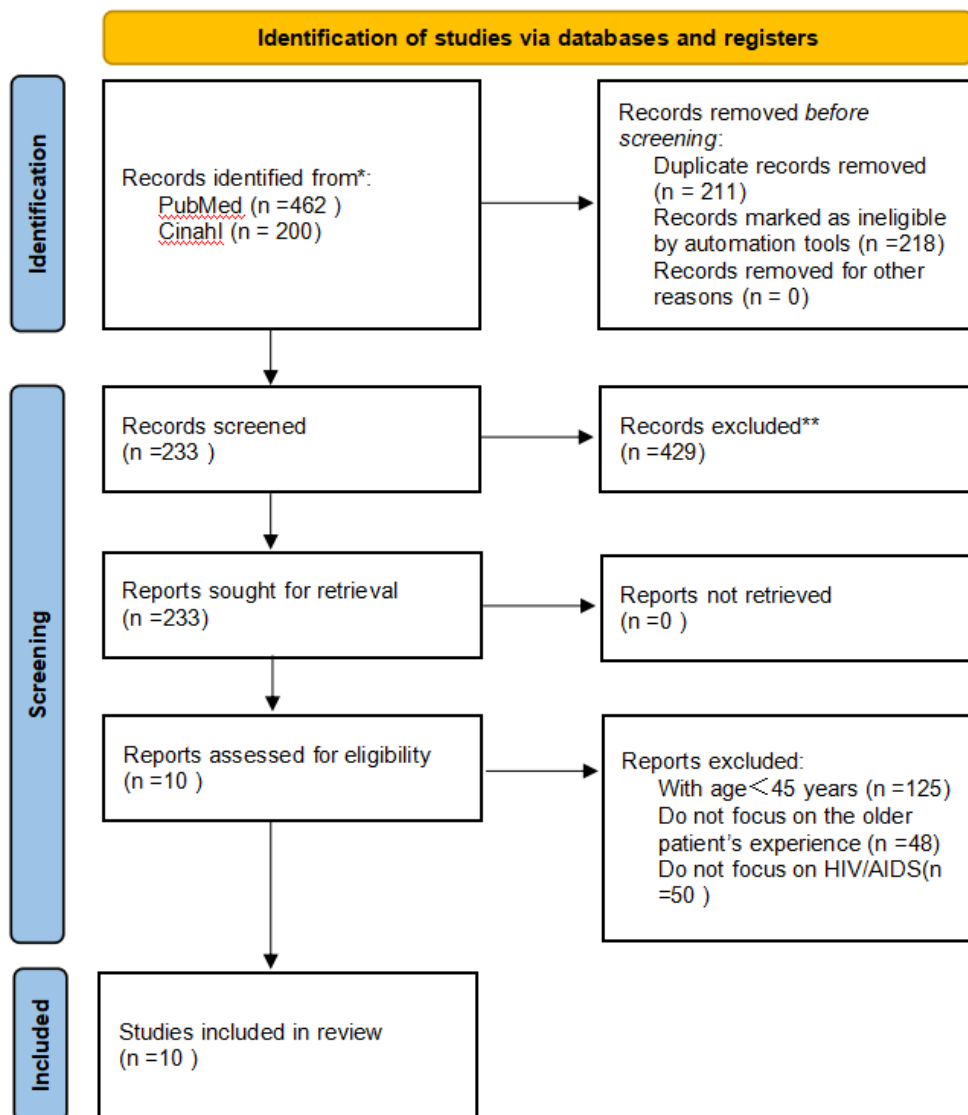 Identification of studies via databases and registers
Identification
Records identified from*:
PubMed (n =462 )
Cinahl (n = 200)
Records removed before
screening:
Duplicate records removed
(n = 211)
Records marked as ineligible
by automation tools (n =218)
Records removed for other
reasons (n = 0)
Screening
Records screened
(n =233 )
Records excluded**
(n =429)
Reports sought for retrieval
(n =233)
Reports not retrieved
(n =0 )
Reports assessed for eligibility
(n =10 )
Reports excluded:
With age＜45 years (n =125)
Do not focus on the older
patient’s experience (n =48)
Do not focus on HIV/AIDS(n
=50 )
Included
Studies included in review
(n =10 )